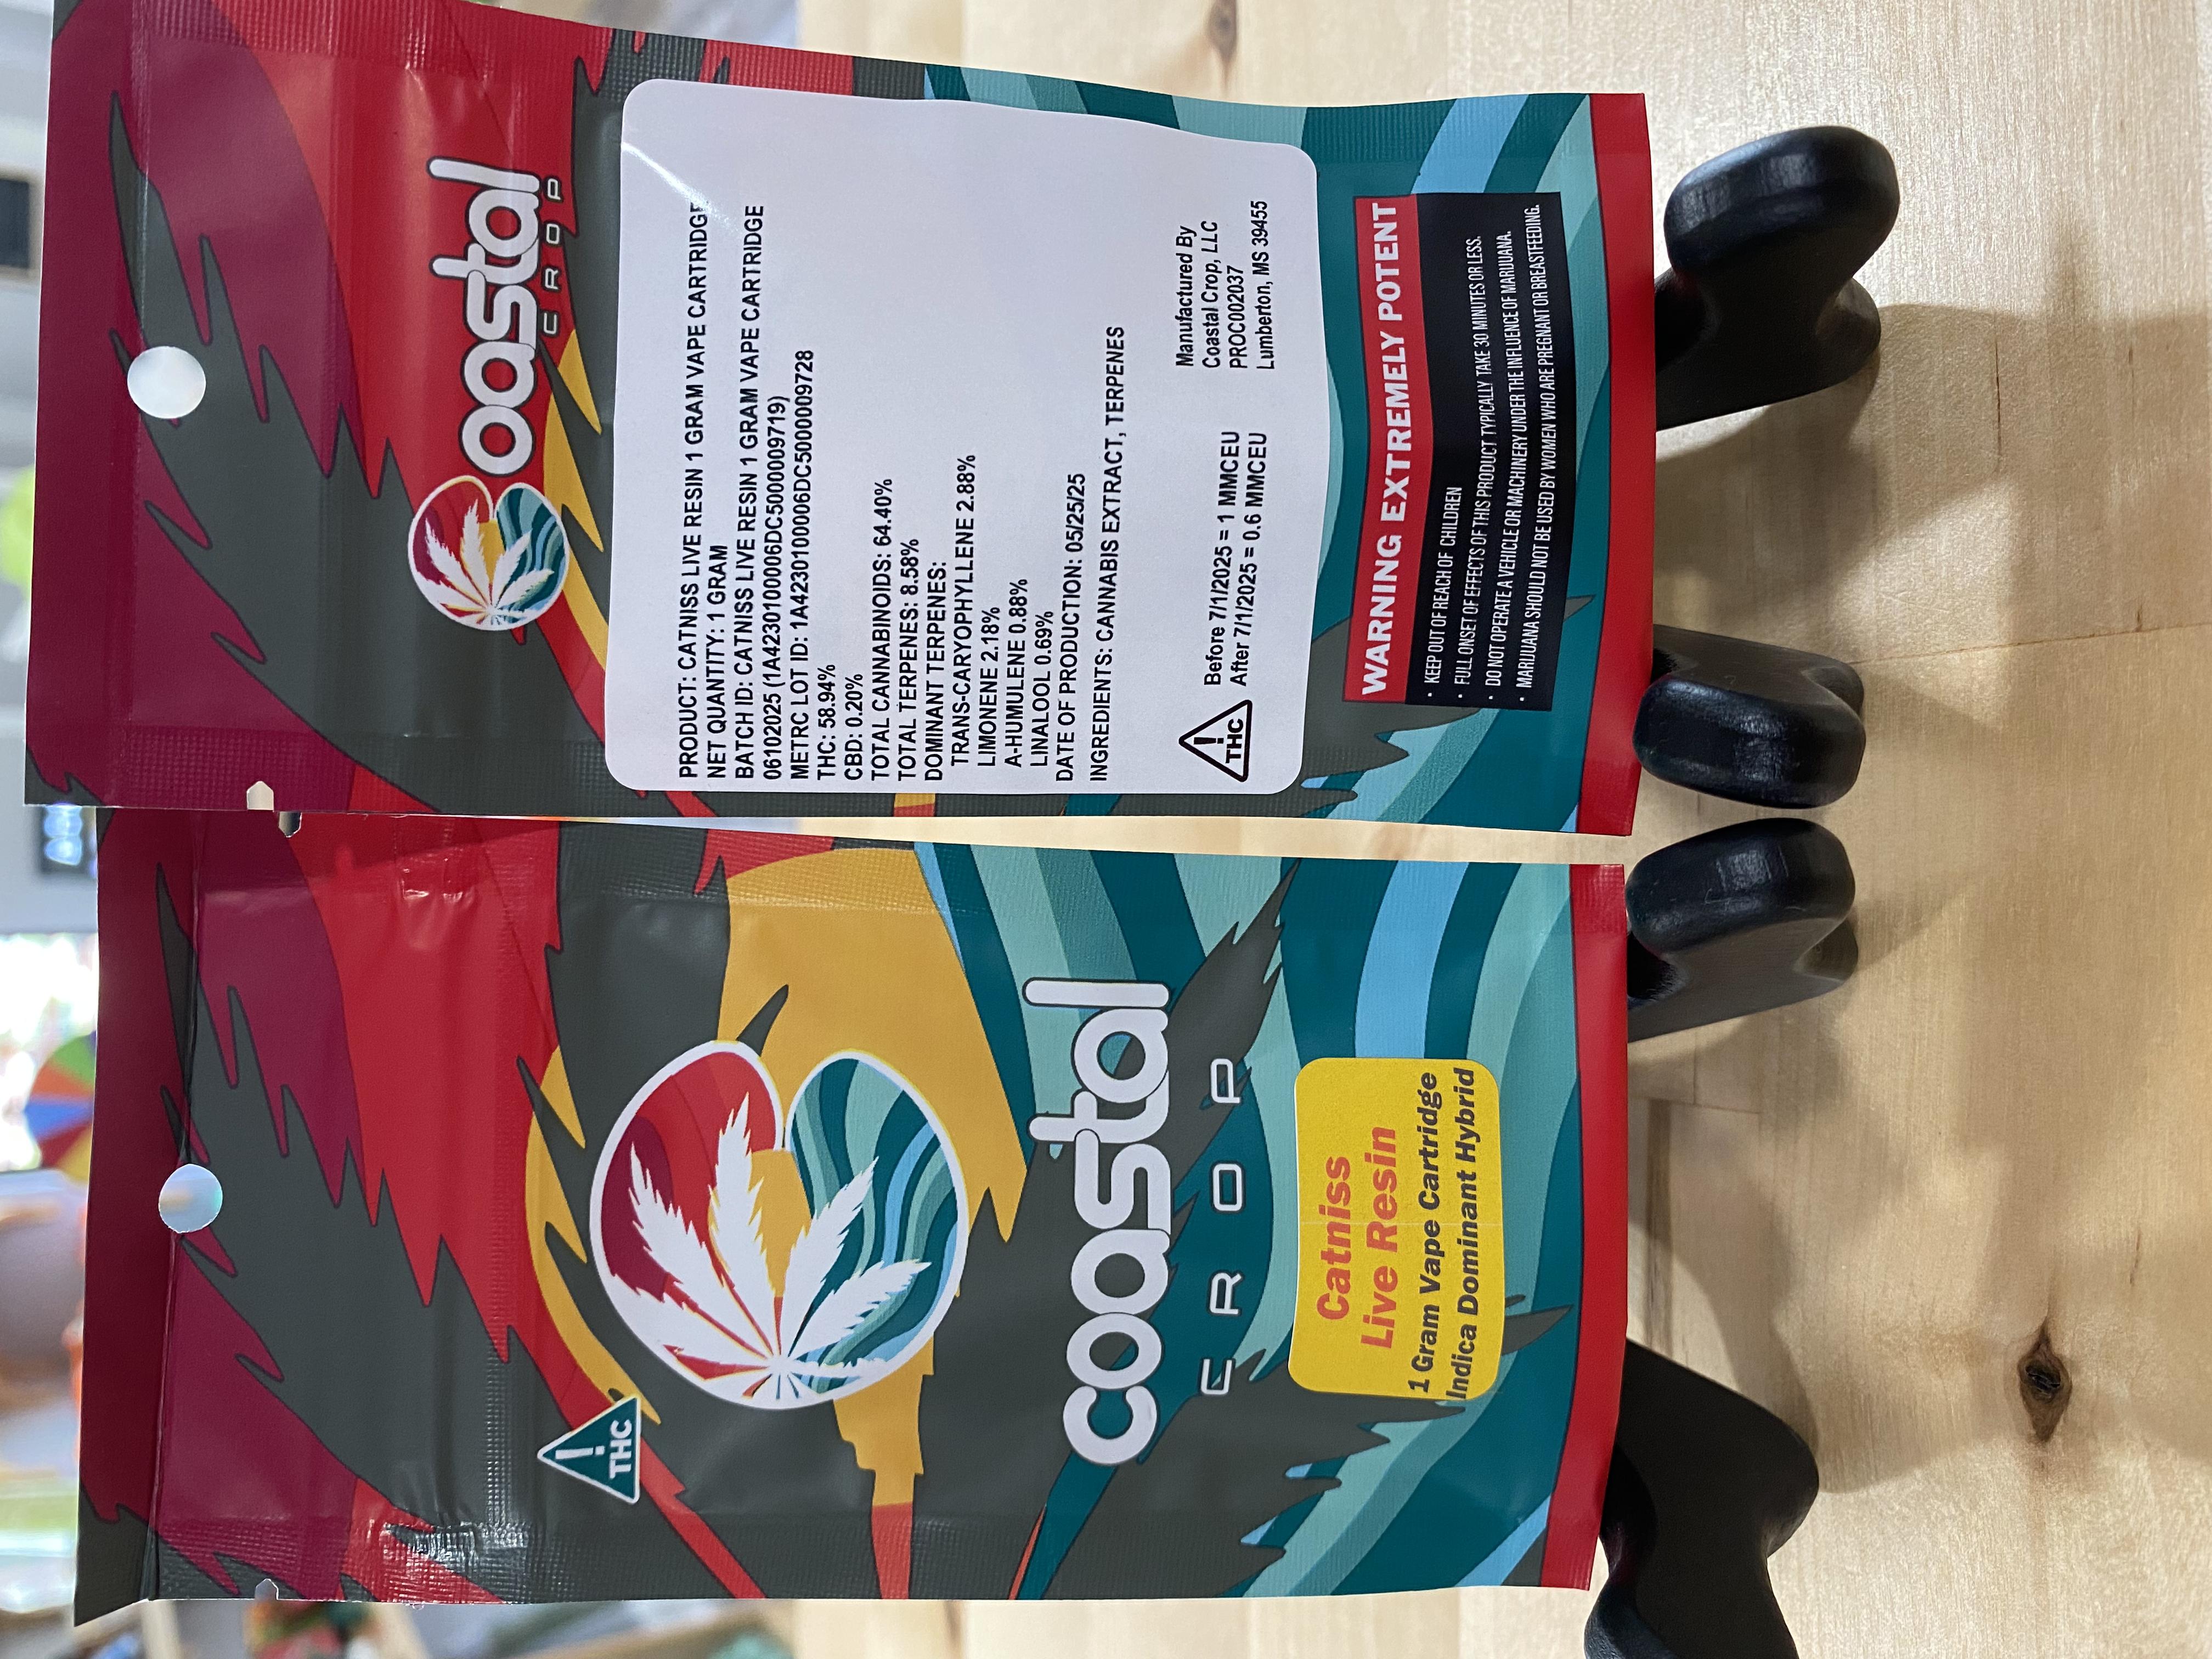 THC
coastal
CROP
Catniss
Live Resin
1 Gram Vape Cartridge
Indica Dominant Hybrid
coastal
CROP
PRODUCT: CATNISS LIVE RESIN 1 GRAM VAPE CARTRIDGE
NET QUANTITY: 1 GRAM
BATCH ID: CATNISS LIVE RESIN 1 GRAM VAPE CARTRIDGE
06102025 (1A42301000006DC5000009719)
METRC LOT ID: 1A42301000006DC5000009728
THC: 58.94%
CBD: 0.20%
TOTAL CANNABINOIDS: 64.40%
TOTAL TERPENES: 8.58%
DOMINANT TERPENES:
TRANS-CARYOPHYLLENE 2.88%
LIMONENE 2.18%
A-HUMULENE 0.88%
LINALOOL 0.69%
DATE OF PRODUCTION: 05/25/25
INGREDIENTS: CANNABIS EXTRACT, TERPENES
THC
Before 7/1/2025 = 1 MMCEU
After 7/1/2025 = 0.6 MMCEU
Manufactured By
Coastal Crop, LLC
PROC002037
Lumberton, MS 39455
WARNING EXTREMELY POTENT
• KEEP OUT OF REACH OF CHILDREN
• FULL ONSET OF EFFECTS OF THIS PRODUCT TYPICALLY TAKE 30 MINUTES OR LESS.
• DO NOT OPERATE A VEHICLE OR MACHINERY UNDER THE INFLUENCE OF MARIJUANA.
• MARIJUANA SHOULD NOT BE USED BY WOMEN WHO ARE PREGNANT OR BREASTFEEDING.